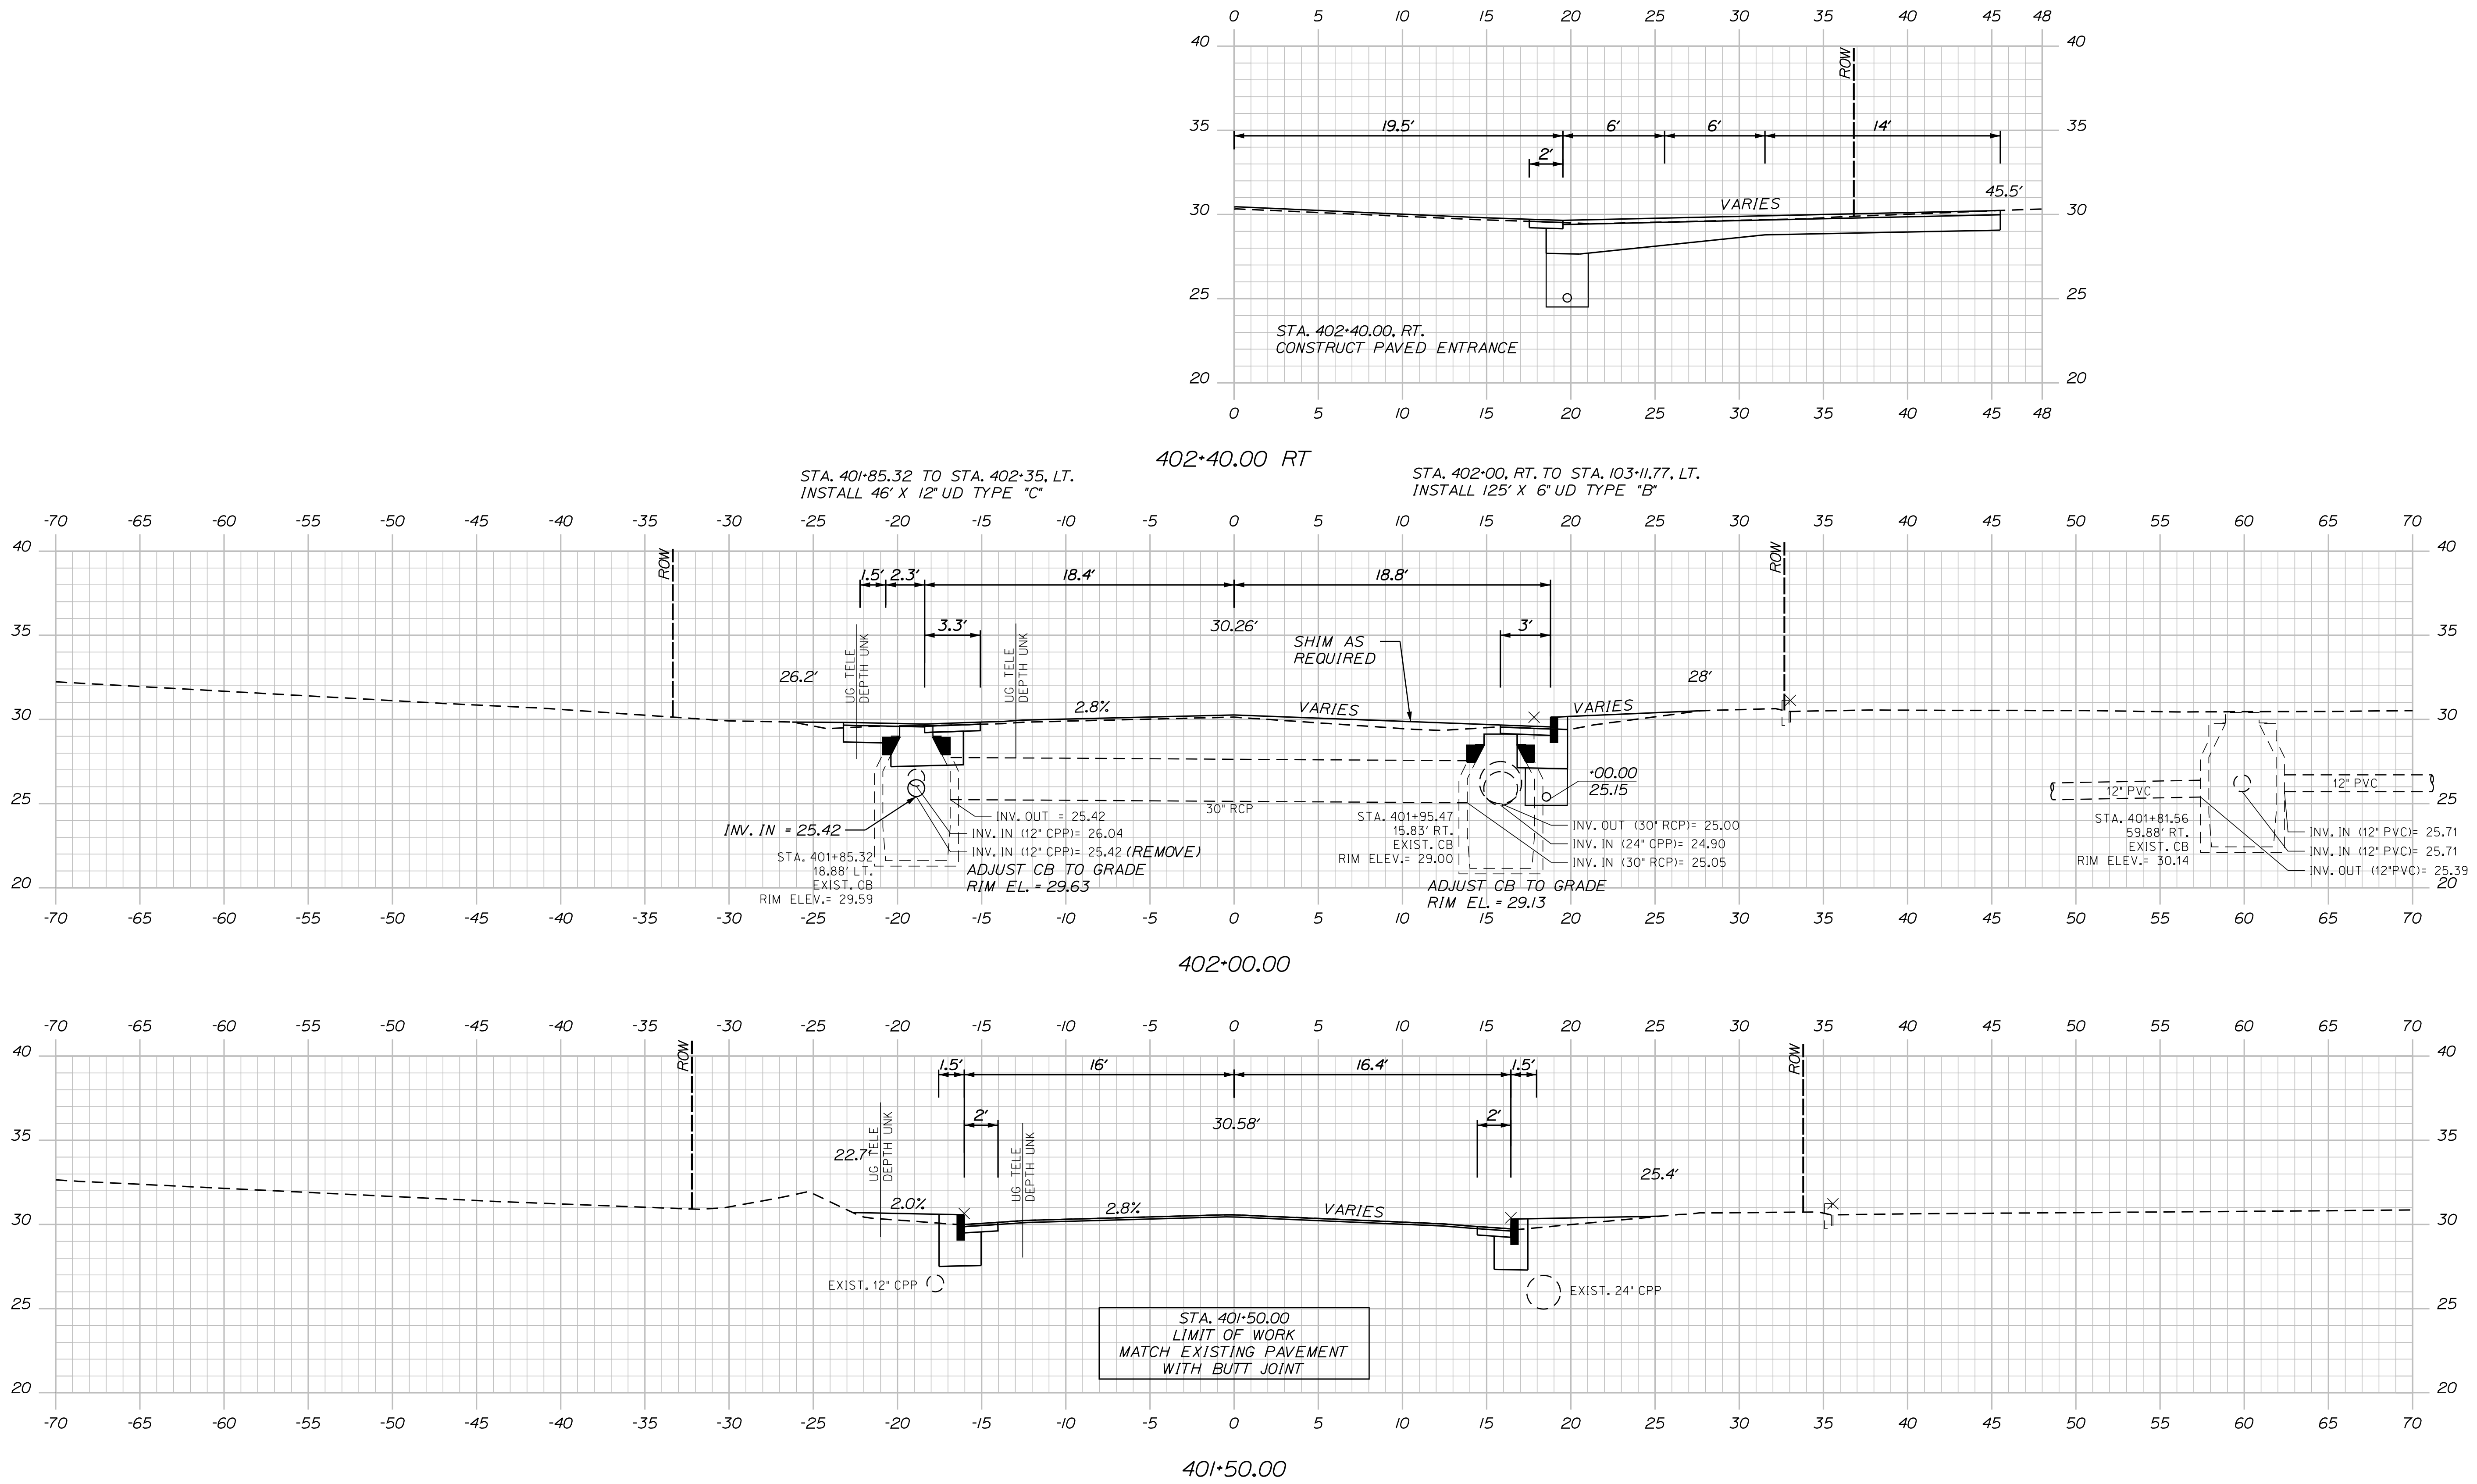 0 5 10 15 20 25 30 35 40 45 48
40 40
ROW
35 35
19.5' 6' 6' 14'
2'
45.5'
VARIES
30 30
25 25
STA. 402+40.00, RT.
CONSTRUCT PAVED ENTRANCE
20 20
0 5 10 15 20 25 30 35 40 45 48
402+40.00 RT
STA. 401+85.32 TO STA. 402+35, LT.
INSTALL 46' X 12" UD TYPE "C"
STA. 402+00, RT. TO STA. 103+11.77, LT.
INSTALL 125' X 6" UD TYPE "B"
-70 -65 -60 -55 -50 -45 -40 -35 -30 -25 -20 -15 -10 -5 0 5 10 15 20 25 30 35 40 45 50 55 60 65 70
40 40
ROW
ROW
1.5' 2.3' 18.4' 18.8'
35 35
3.3' 30.26' 3'
SHIM AS
REQUIRED
UG TELE
DEPTH UNK
UG TELE
DEPTH UNK
26.2'
28'
2.8%
VARIES
VARIES
30 30
+00.00
25.15
25 25
30" RCP
12" PVC
12" PVC
INV. IN = 25.42
INV. OUT = 25.42
INV. IN (12" CPP)= 26.04
INV. IN (12" CPP)= 25.42 (REMOVE)
STA. 401+85.32
18.88' LT.
EXIST. CB
RIM ELEV.= 29.59
ADJUST CB TO GRADE
RIM EL. = 29.63
STA. 401+95.47
15.83' RT.
EXIST. CB
RIM ELEV.= 29.00
INV. OUT (30" RCP)= 25.00
INV. IN (24" CPP)= 24.90
INV. IN (30" RCP)= 25.05
ADJUST CB TO GRADE
RIM EL. = 29.13
STA. 401+81.56
59.88' RT.
EXIST. CB
RIM ELEV.= 30.14
INV. IN (12" PVC)= 25.71
INV. IN (12" PVC)= 25.71
INV. OUT (12"PVC)= 25.39
20 20
-70 -65 -60 -55 -50 -45 -40 -35 -30 -25 -20 -15 -10 -5 0 5 10 15 20 25 30 35 40 45 50 55 60 65 70
402+00.00
-70 -65 -60 -55 -50 -45 -40 -35 -30 -25 -20 -15 -10 -5 0 5 10 15 20 25 30 35 40 45 50 55 60 65 70
40 40
ROW
ROW
1.5' 16' 16.4' 1.5'
35 35
2' 30.58' 2'
UG TELE
DEPTH UNK
UG TELE
DEPTH UNK
22.7'
25.4'
2.0%
2.8%
VARIES
30 30
EXIST. 12" CPP
EXIST. 24" CPP
25 25
STA. 401+50.00
LIMIT OF WORK
MATCH EXISTING PAVEMENT
WITH BUTT JOINT
20 20
-70 -65 -60 -55 -50 -45 -40 -35 -30 -25 -20 -15 -10 -5 0 5 10 15 20 25 30 35 40 45 50 55 60 65 70
401+50.00